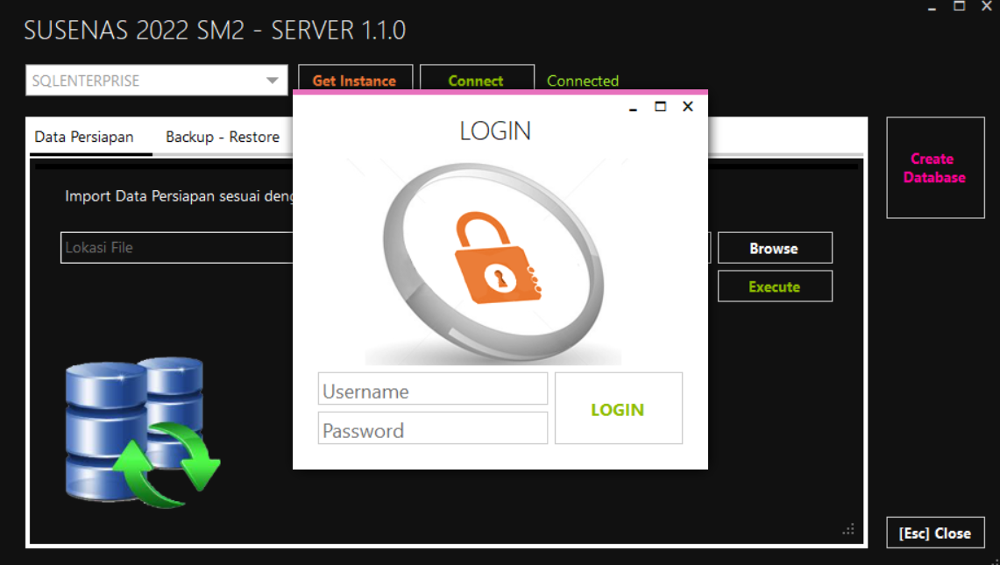 SUSENAS 2022 SM2 - SERVER 1.1.0
SQLENTERPRISE
Get Instance
Connect
Connected
LOGIN
Data Persiapan
Backup - Restore
Create
Database
Import Data Persiapan sesuai
Lokasi File
Browse
Execute
Username
Password
LOGIN
[Esc] Close